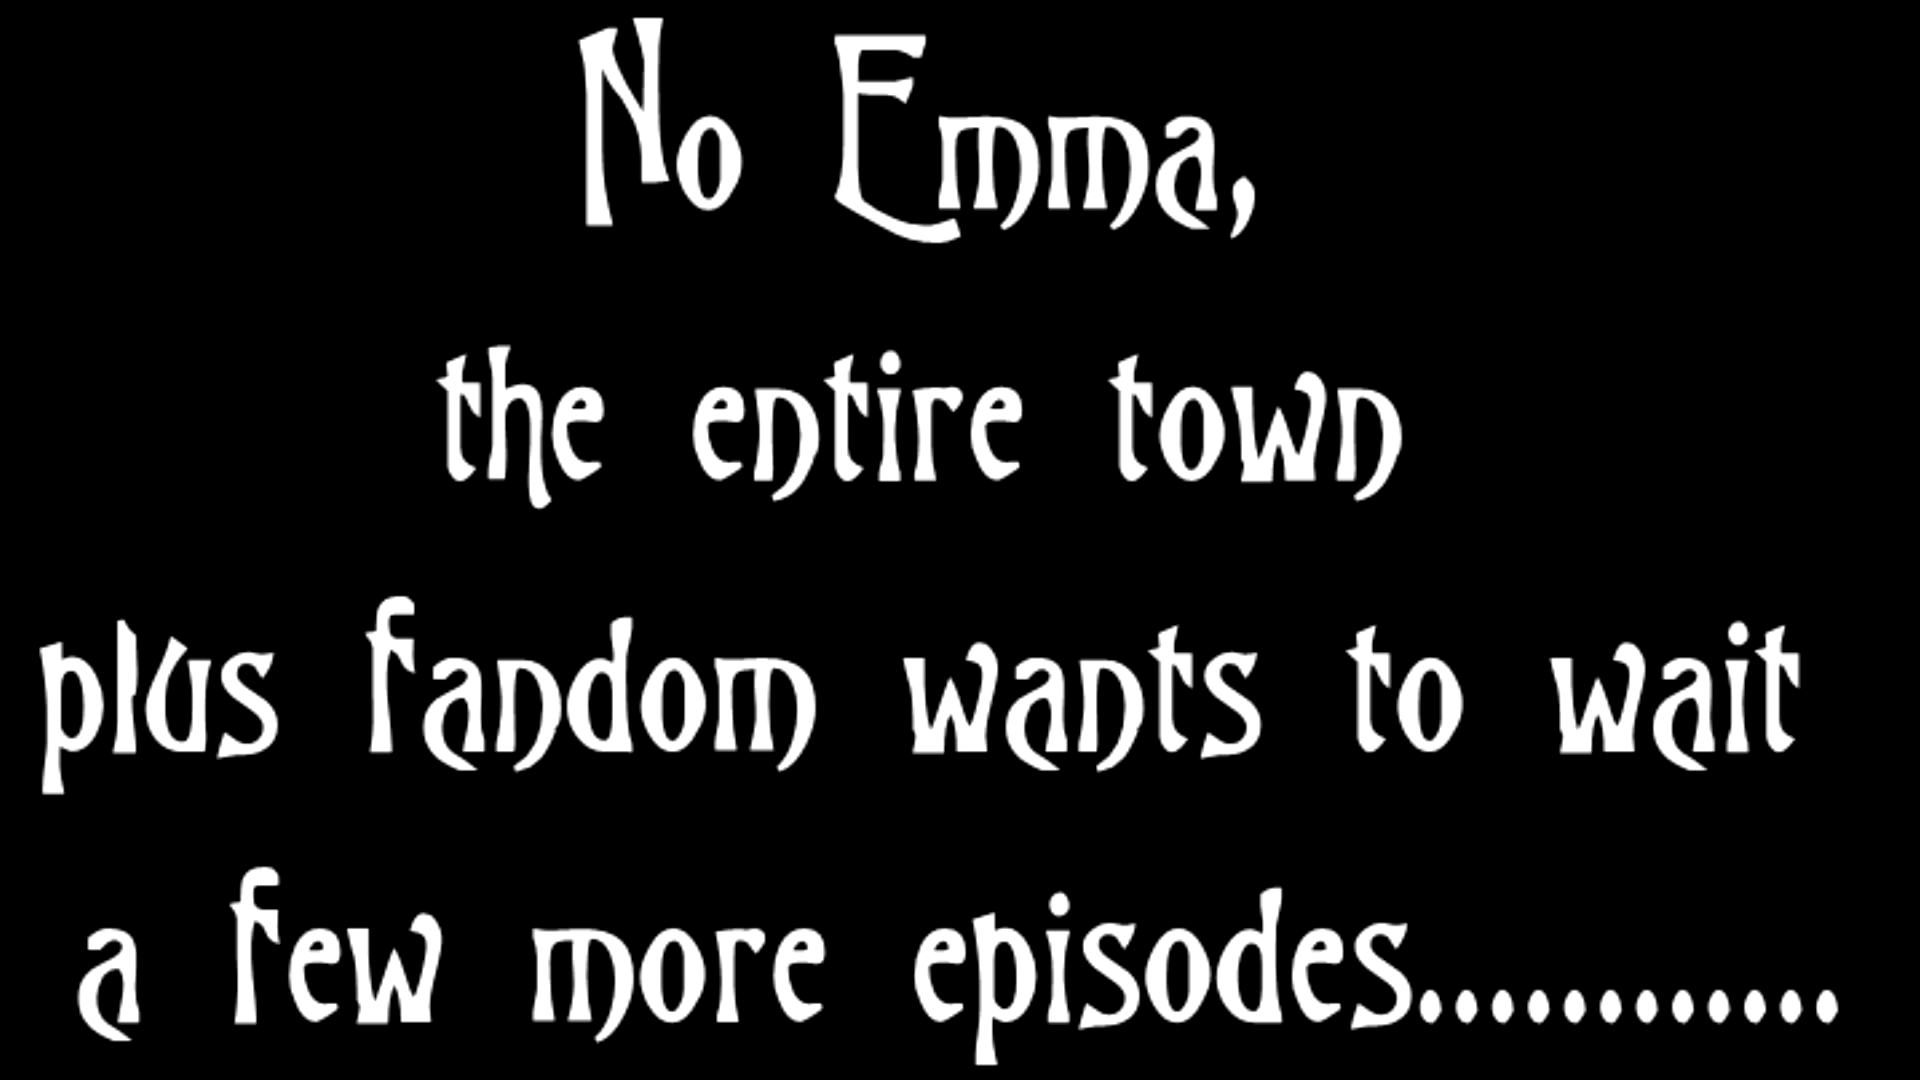 No Emma,
the entire town
plus fandom wants to wait
a few more episodes............